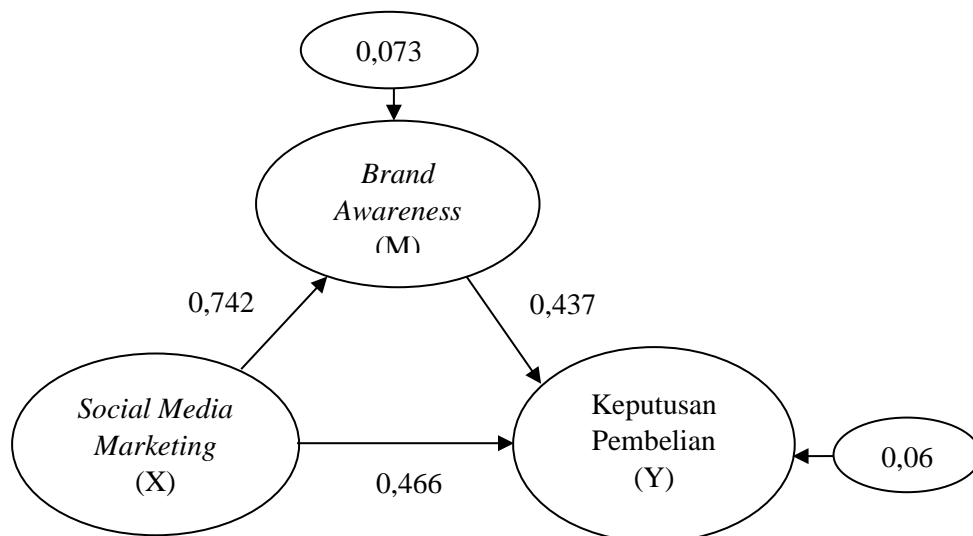 0,073
Brand
Awareness
(M)
0,742
0,437
Social Media
Marketing
(X)
0,466
Keputusan
Pembelian
(Y)
0,06